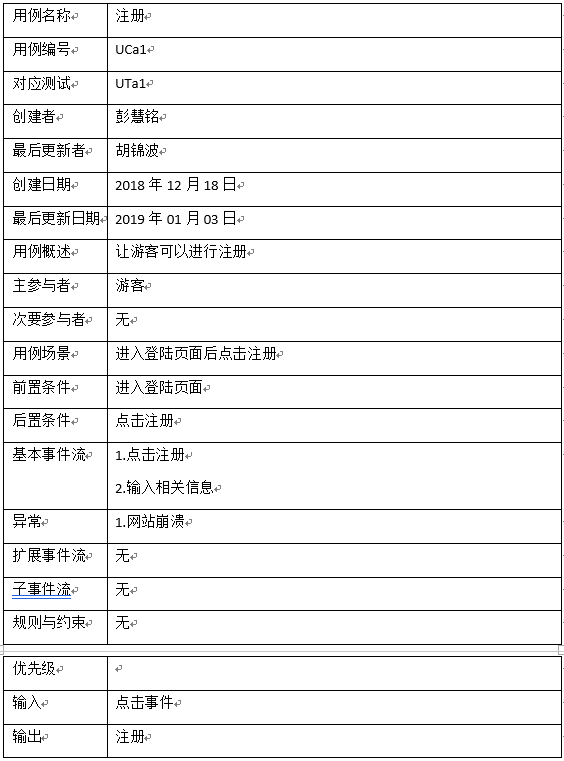 用例名称 注册
用例编号 UCa1
对应测试 UTa1
创建者 彭慧铭
最后更新者 胡锦波
创建日期 2018 年 12 月 18 日
最后更新日期 2019 年 01 月 03 日
用例概述 让游客可以进行注册
主参与者 游客
次要参与者 无
用例场景 进入登陆页面后点击注册
前置条件 进入登陆页面
后置条件 点击注册
基本事件流 1.点击注册
2.输入相关信息
异常 1.网站崩溃
扩展事件流 无
子事件流 无
规则与约束 无
优先级
输入 点击事件
输出 注册